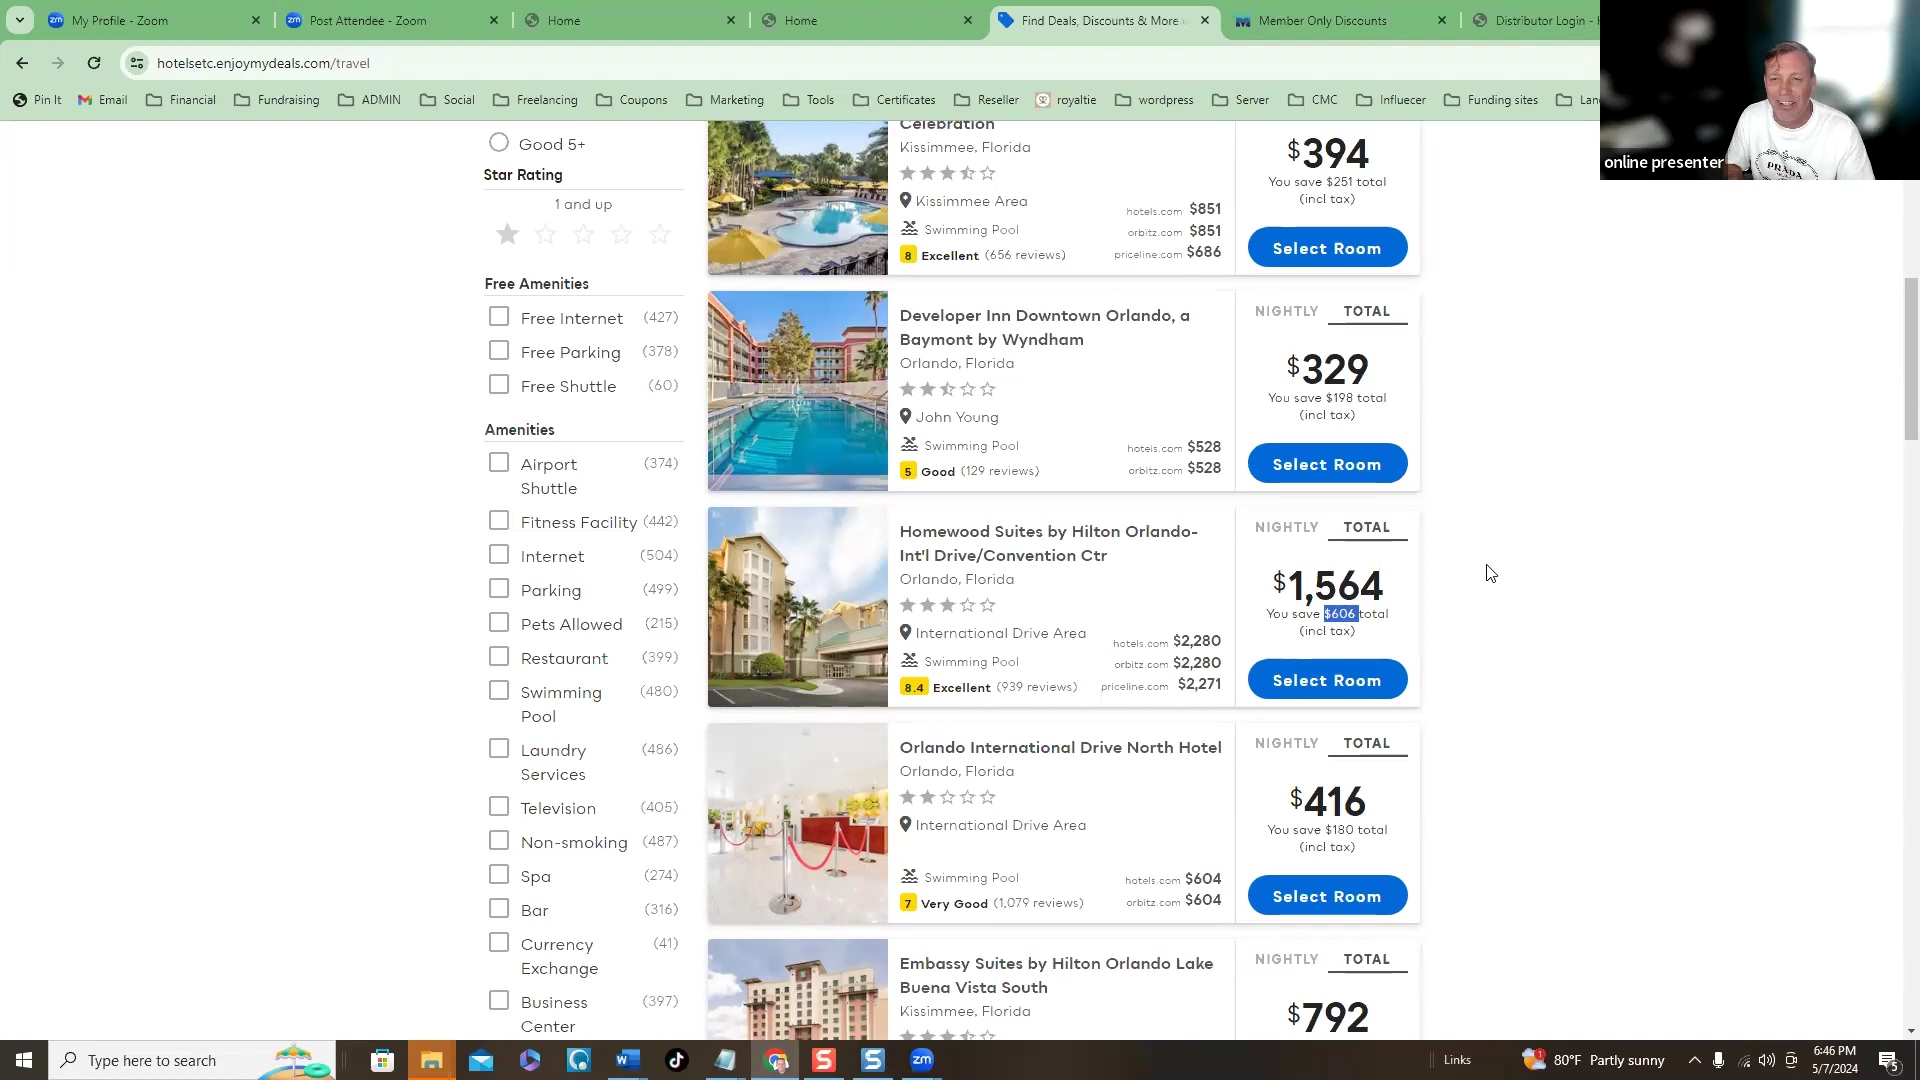 My Profile - Zoom
Post Attendee - Zoom
Home
Home
Find Deals, Discounts & More
Member Only Discounts
Distributor Login -
hotelsetc.enjoymydeals.com/travel
Pin It
Email
Financial
Fundraising
ADMIN
Social
Freelancing
Coupons
Marketing
Tools
Certificates
Reseller
royaltie
wordpress
Server
CMC
Influecer
Funding sites
Lan
online presenter
PRADA
Good 5+
Star Rating
1 and up
Free Amenities
Free Internet (427)
Free Parking (378)
Free Shuttle (60)
Amenities
Airport Shuttle (374)
Fitness Facility (442)
Internet (504)
Parking (499)
Pets Allowed (215)
Restaurant (399)
Swimming Pool (480)
Laundry Services (486)
Television (405)
Non-smoking (487)
Spa (274)
Bar (316)
Currency Exchange (41)
Business Center (397)
Celebration
Kissimmee, Florida
Kissimmee Area
Swimming Pool
8 Excellent (656 reviews)
hotels.com $851
orbitz.com $851
priceline.com $686
$394
You save $251 total
(incl tax)
Select Room
Developer Inn Downtown Orlando, a
Baymont by Wyndham
Orlando, Florida
John Young
Swimming Pool
5 Good (129 reviews)
hotels.com $528
orbitz.com $528
NIGHTLY TOTAL
$329
You save $198 total
(incl tax)
Select Room
Homewood Suites by Hilton Orlando-
Int'l Drive/Convention Ctr
Orlando, Florida
International Drive Area
Swimming Pool
8.4 Excellent (939 reviews)
hotels.com $2,280
orbitz.com $2,280
priceline.com $2,271
NIGHTLY TOTAL
$1,564
You save $606 total
(incl tax)
Select Room
Orlando International Drive North Hotel
Orlando, Florida
International Drive Area
Swimming Pool
7 Very Good (1,079 reviews)
hotels.com $604
orbitz.com $604
NIGHTLY TOTAL
$416
You save $180 total
(incl tax)
Select Room
Embassy Suites by Hilton Orlando Lake
Buena Vista South
Kissimmee, Florida
NIGHTLY TOTAL
$792
Type here to search
Links
80°F Partly sunny
6:46 PM
5/7/2024
5